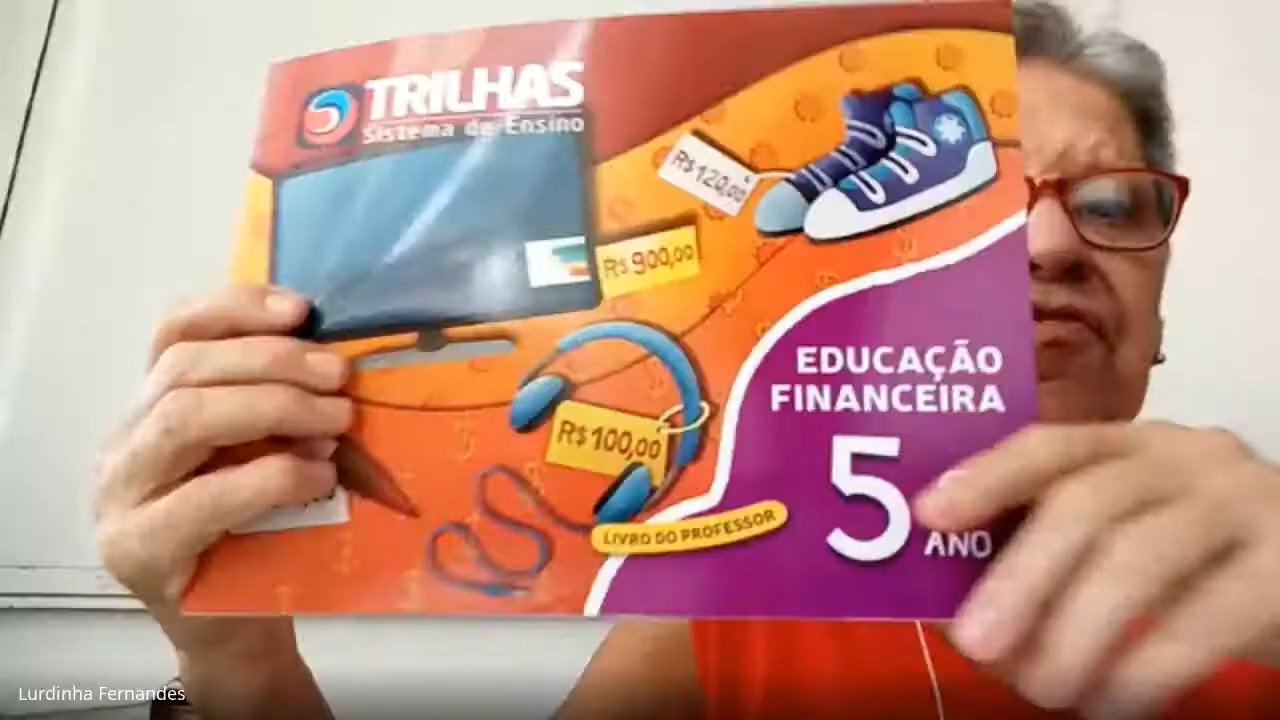 TRILHAS
Sistema de Ensino
R$120,00
R$900,00
EDUCAÇÃO
FINANCEIRA
R$100,00
5
ANO
LIVRO DO PROFESSOR
Lurdinha Fernandes